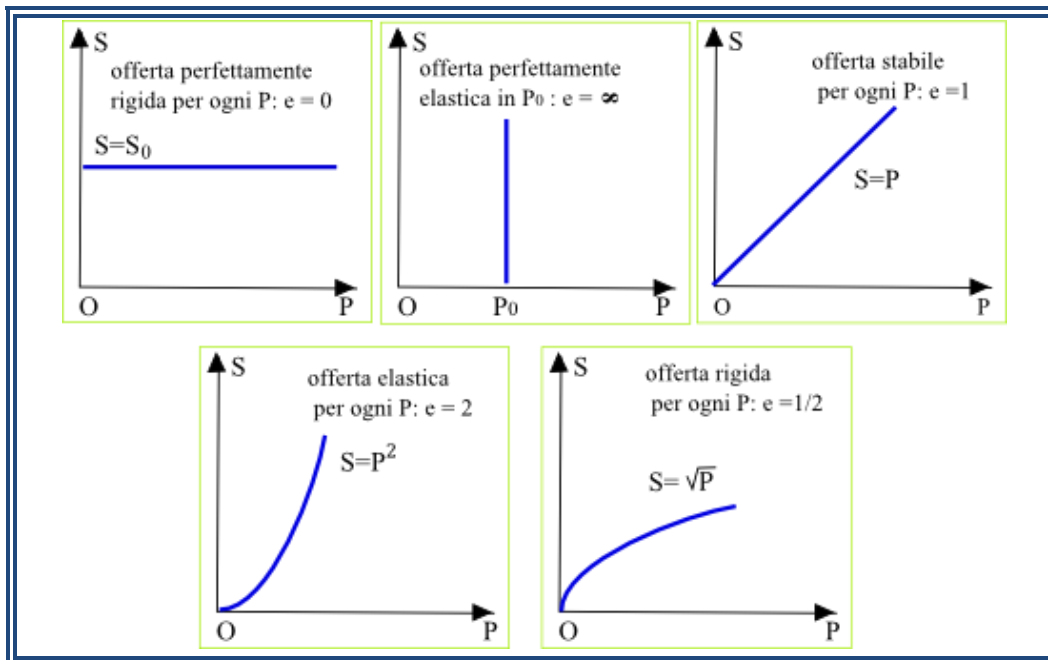 S
offerta perfettamente
rigida per ogni P: e = 0
S=S₀
O
P
S
offerta perfettamente
elastica in P₀ : e = ∞
O
P₀
P
S
offerta stabile
per ogni P: e =1
S=P
O
P
S
offerta elastica
per ogni P: e = 2
S=P²
O
P
S
offerta rigida
per ogni P: e =1/2
S= √P
O
P